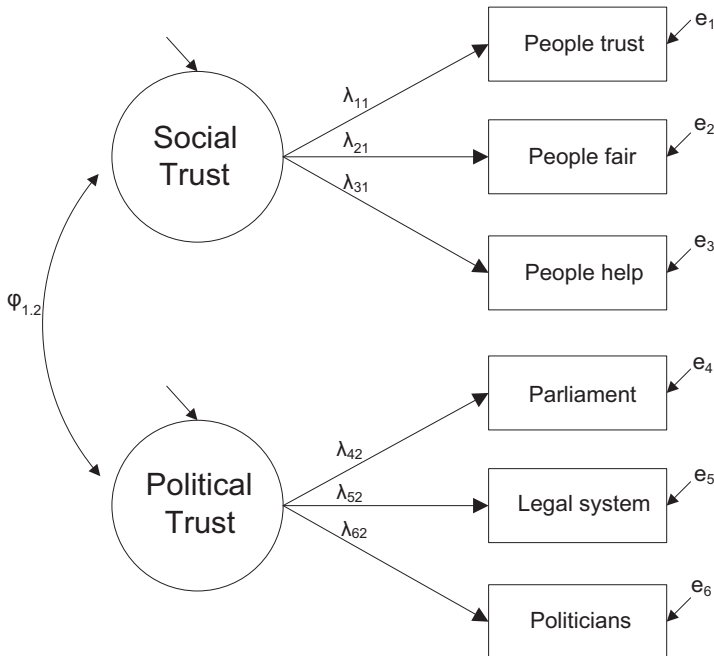 e₁
People trust
λ₁₁
Social
Trust
e₂
λ₂₁
People fair
λ₃₁
e₃
People help
φ₁.₂
e₄
Parliament
λ₄₂
Political
Trust
e₅
λ₅₂
Legal system
λ₆₂
e₆
Politicians